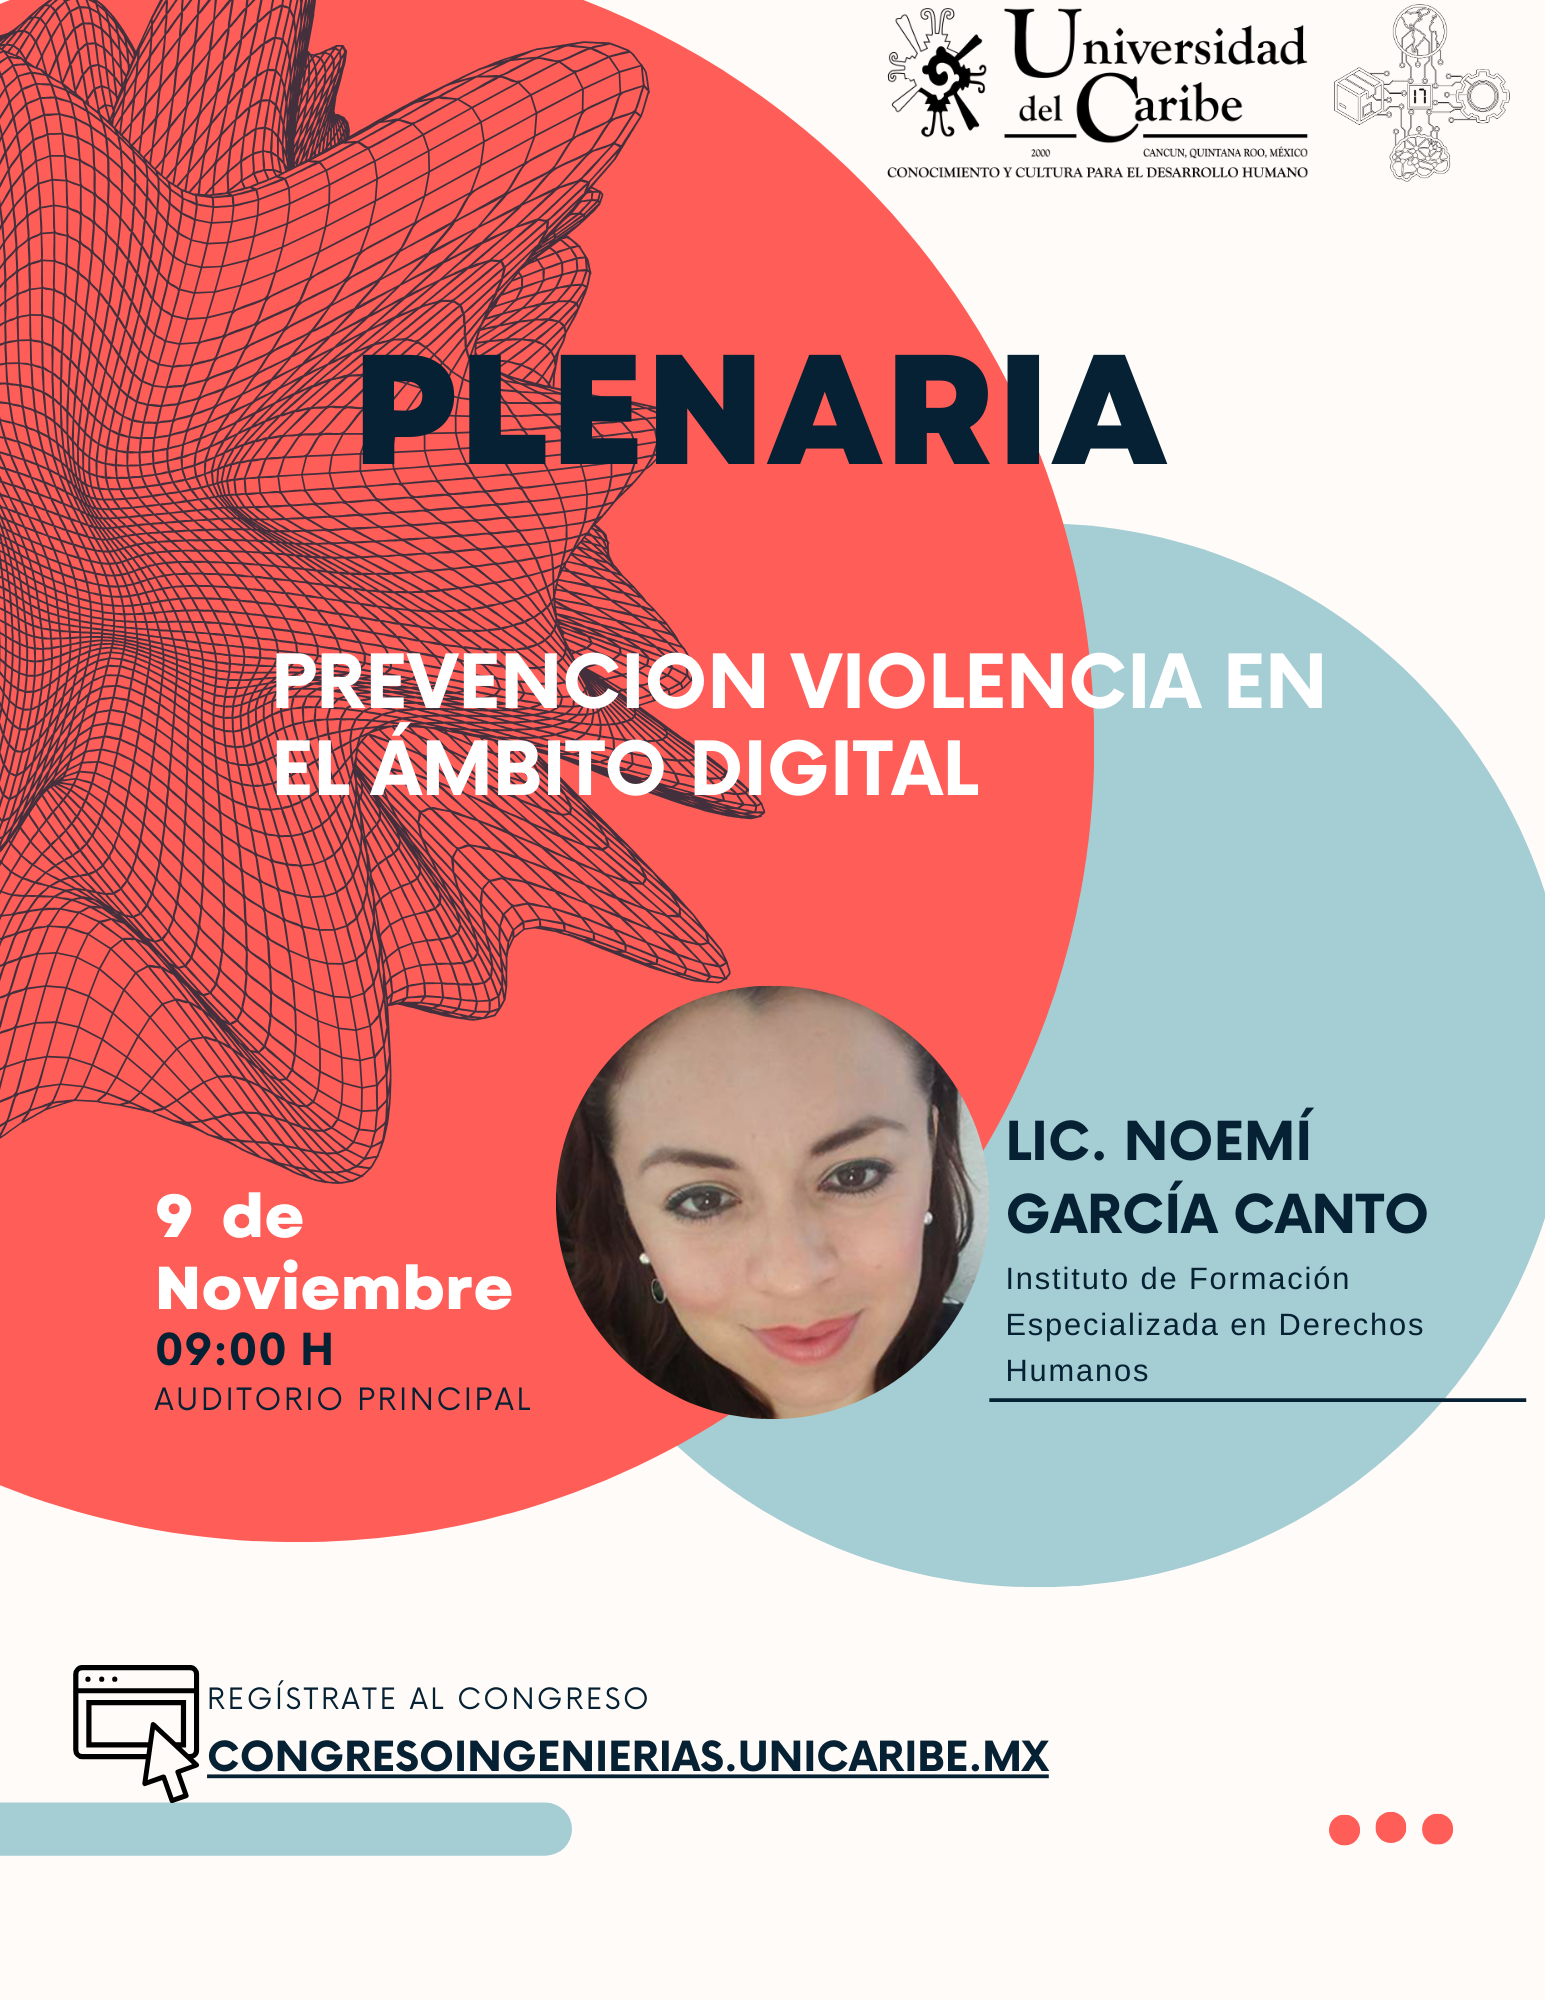 Universidad
del Caribe
2000 CANCUN, QUINTANA ROO, MÉXICO
CONOCIMIENTO Y CULTURA PARA EL DESARROLLO HUMANO
PLENARIA
PREVENCION VIOLENCIA EN
EL ÁMBITO DIGITAL
LIC. NOEMÍ
GARCÍA CANTO
Instituto de Formación
Especializada en Derechos
Humanos
9 de
Noviembre
09:00 H
AUDITORIO PRINCIPAL
REGÍSTRATE AL CONGRESO
CONGRESOINGENIERIAS.UNICARIBE.MX